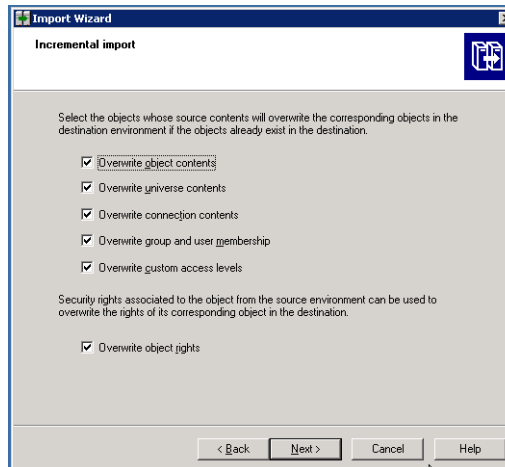 Import Wizard
Incremental import
Select the objects whose source contents will overwrite the corresponding objects in the
destination environment if the objects already exist in the destination.
Overwrite object contents
Overwrite universe contents
Overwrite connection contents
Overwrite group and user membership
Overwrite custom access levels
Security rights associated to the object from the source environment can be used to
overwrite the rights of its corresponding object in the destination.
Overwrite object rights
< Back Next > Cancel Help